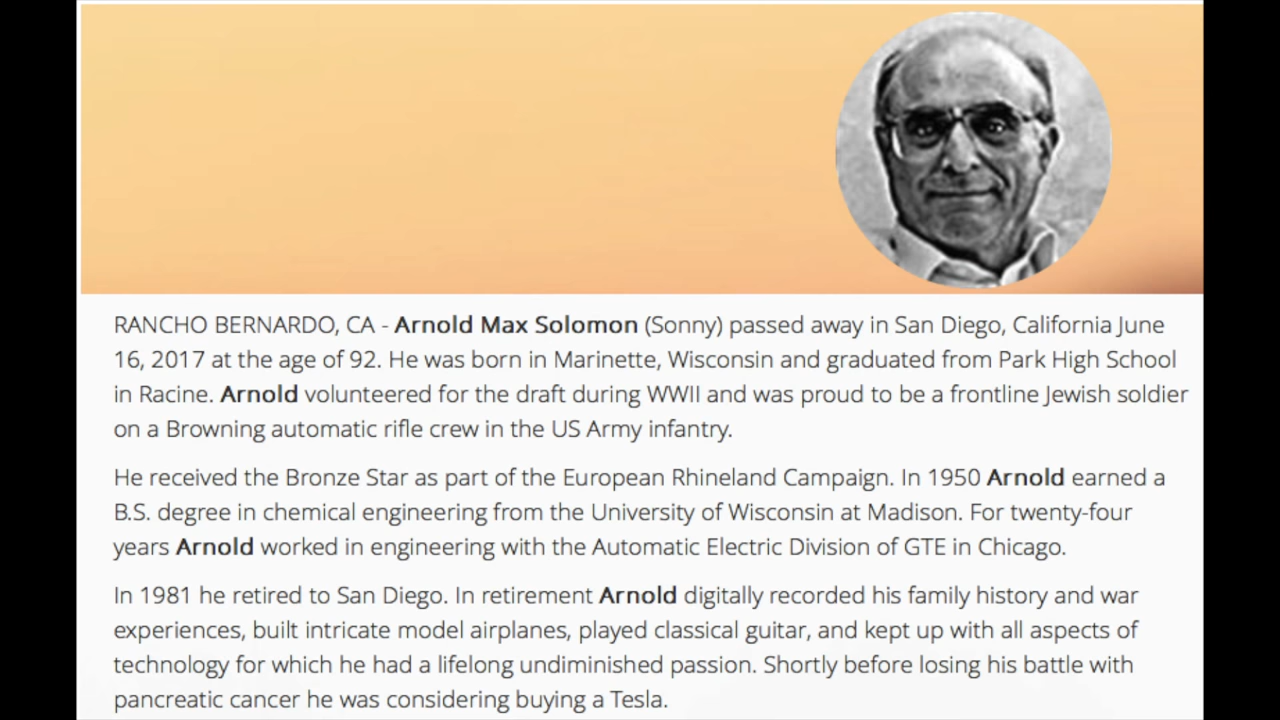 RANCHO BERNARDO, CA - Arnold Max Solomon (Sonny) passed away in San Diego, California June
16, 2017 at the age of 92. He was born in Marinette, Wisconsin and graduated from Park High School
in Racine. Arnold volunteered for the draft during WWII and was proud to be a frontline Jewish soldier
on a Browning automatic rifle crew in the US Army infantry.
He received the Bronze Star as part of the European Rhineland Campaign. In 1950 Arnold earned a
B.S. degree in chemical engineering from the University of Wisconsin at Madison. For twenty-four
years Arnold worked in engineering with the Automatic Electric Division of GTE in Chicago.
In 1981 he retired to San Diego. In retirement Arnold digitally recorded his family history and war
experiences, built intricate model airplanes, played classical guitar, and kept up with all aspects of
technology for which he had a lifelong undiminished passion. Shortly before losing his battle with
pancreatic cancer he was considering buying a Tesla.